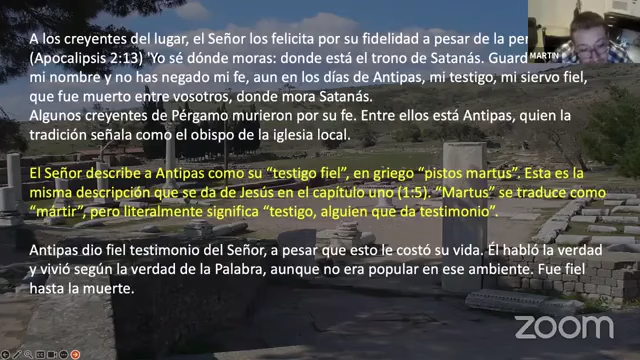 A los creyentes del lugar, el Señor los felicita por su fidelidad a pesar de la
(Apocalipsis 2:13) 'Yo sé dónde moras: donde está el trono de Satanás.
mi nombre y no has negado mi fe, aun en los días de Antipas, mi testigo, mi siervo fiel,
que fue muerto entre vosotros, donde mora Satanás.
Algunos creyentes de Pérgamo murieron por su fe. Entre ellos está Antipas, quien la
tradición señala como el obispo de la iglesia local.
El Señor describe a Antipas como su “testigo fiel”, en griego “pistos martus”. Esta es la
misma descripción que se da de Jesús en el capítulo uno (1:5). “Martus” se traduce como
“mártir”, pero literalmente significa “testigo, alguien que da testimonio”.
Antipas dio fiel testimonio del Señor, a pesar que esto le costó su vida. Él habló la verdad
y vivió según la verdad de la Palabra, aunque no era popular en ese ambiente. Fue fiel
hasta la muerte.
MARTIN
zoom